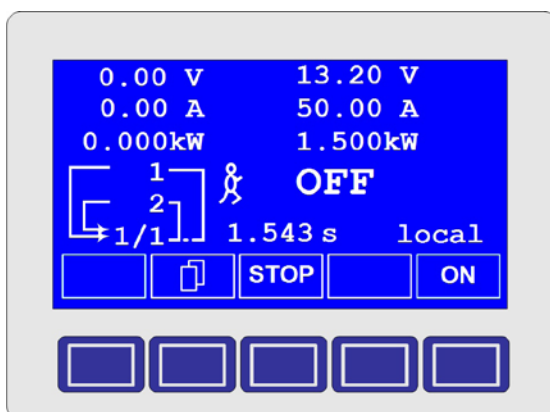 0.00 V 13.20 V
0.00 A 50.00 A
0.000kW 1.500kW
1 OFF
2
1/1 1.543 s local
STOP ON